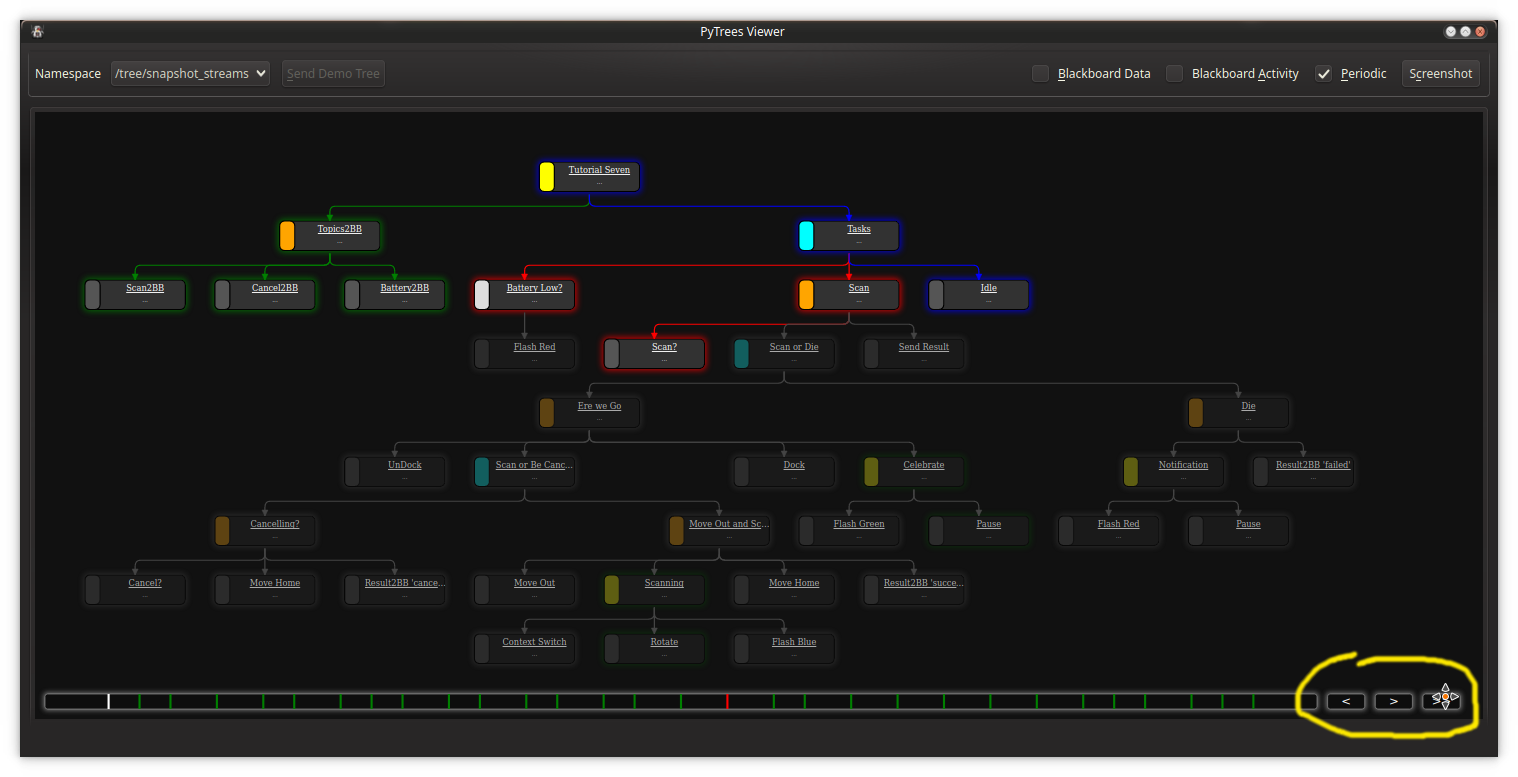 PyTrees Viewer
Namespace /tree/snapshot_streams Send Demo Tree Blackboard Data Blackboard Activity Periodic Screenshot
Tutorial Seven
...
Topics2BB Tasks
... ...
Scan2BB Cancel2BB Battery2BB Battery Low? Scan Idle
... ... ... ... ... ...
Flash Red Scan? Scan or Die Send Result
... ... ... ...
Ere we Go Die
... ...
UnDock Scan or Be Canc... Dock Celebrate Notification Result2BB 'failed'
... ... ... ... ... ...
Cancelling? Move Out and Sc... Flash Green Pause Flash Red Pause
... ... ... ... ... ...
Cancel? Move Home Result2BB 'cance... Move Out Scanning Move Home Result2BB 'succe...
... ... ... ... ... ... ...
Context Switch Rotate Flash Blue
... ... ...
< >